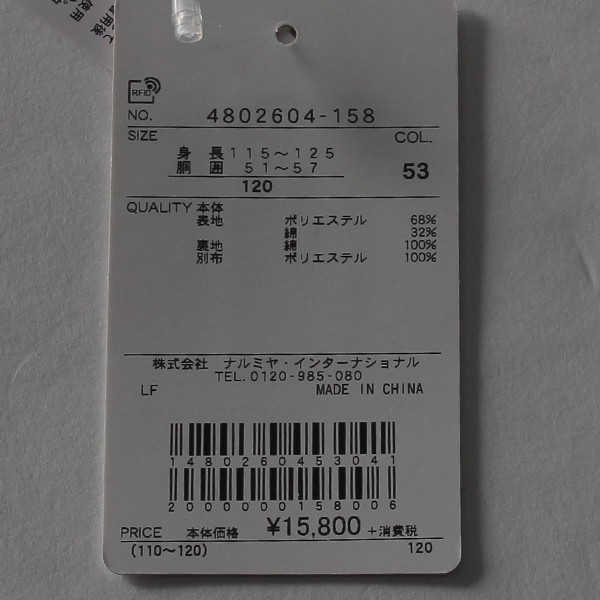 RFID
NO. 4802604-158
SIZE COL.
身長 115～125
胴囲 51～57
120 53
QUALITY 本体
表地 ポリエステル 68%
綿 32%
裏地 綿 100%
別布 ポリエステル 100%
株式会社 ナルミヤ・インターナショナル
TEL.0120-985-080
LF MADE IN CHINA
1480260453041
2000000158006
PRICE 本体価格 ¥15,800 +消費税
(110～120) 120